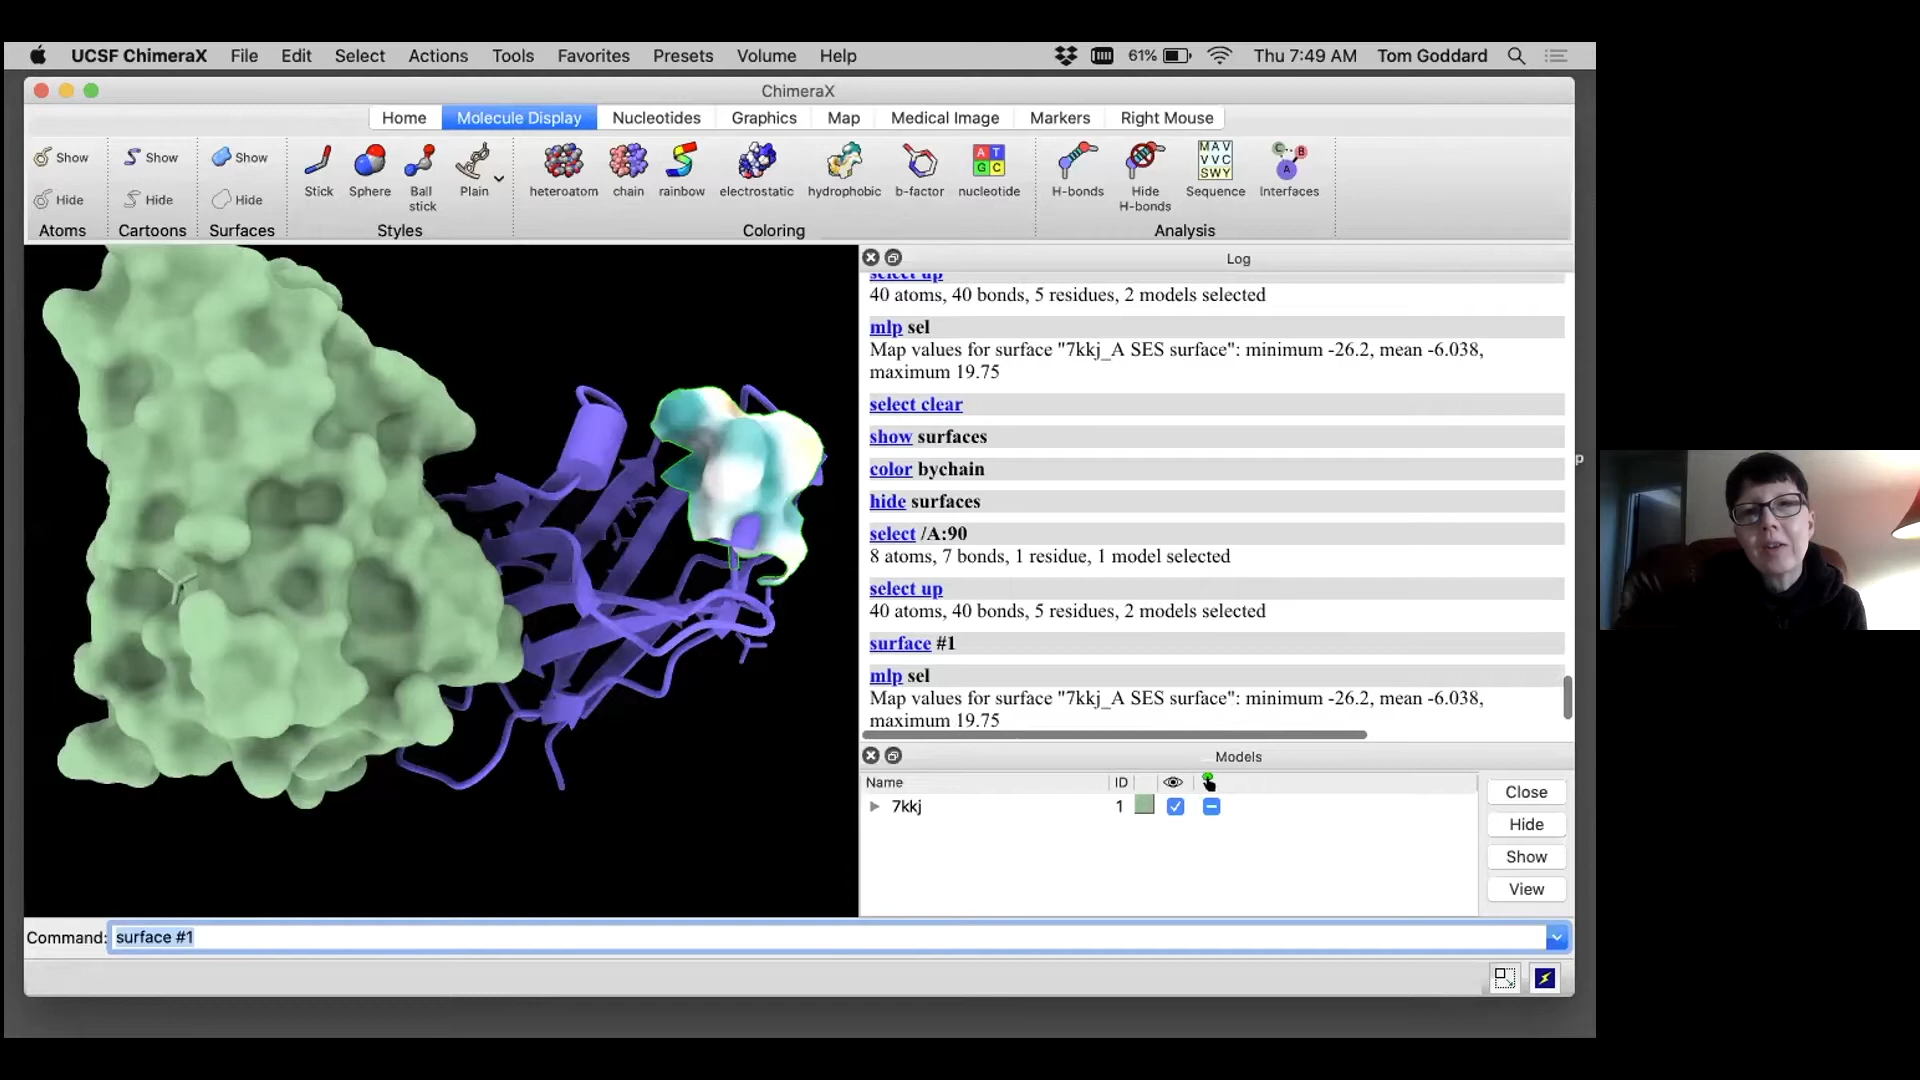 UCSF ChimeraX File Edit Select Actions Tools Favorites Presets Volume Help 61% Thu 7:49 AM Tom Goddard
ChimeraX
Home Molecule Display Nucleotides Graphics Map Medical Image Markers Right Mouse
Show Show Show
Hide Hide Hide
Atoms Cartoons Surfaces
Stick Sphere Ball stick Plain
Styles
heteroatom chain rainbow electrostatic hydrophobic b-factor nucleotide
A T
G C
Coloring
H-bonds Hide H-bonds Sequence Interfaces
M A V
V V C
S W Y
C B
A
Analysis
Log
select up
40 atoms, 40 bonds, 5 residues, 2 models selected
mlp sel
Map values for surface "7kkj_A SES surface": minimum -26.2, mean -6.038,
maximum 19.75
select clear
show surfaces
color bychain
hide surfaces
select /A:90
8 atoms, 7 bonds, 1 residue, 1 model selected
select up
40 atoms, 40 bonds, 5 residues, 2 models selected
surface #1
mlp sel
Map values for surface "7kkj_A SES surface": minimum -26.2, mean -6.038,
maximum 19.75
Models
Name ID
7kkj 1
Close
Hide
Show
View
Command: surface #1
p